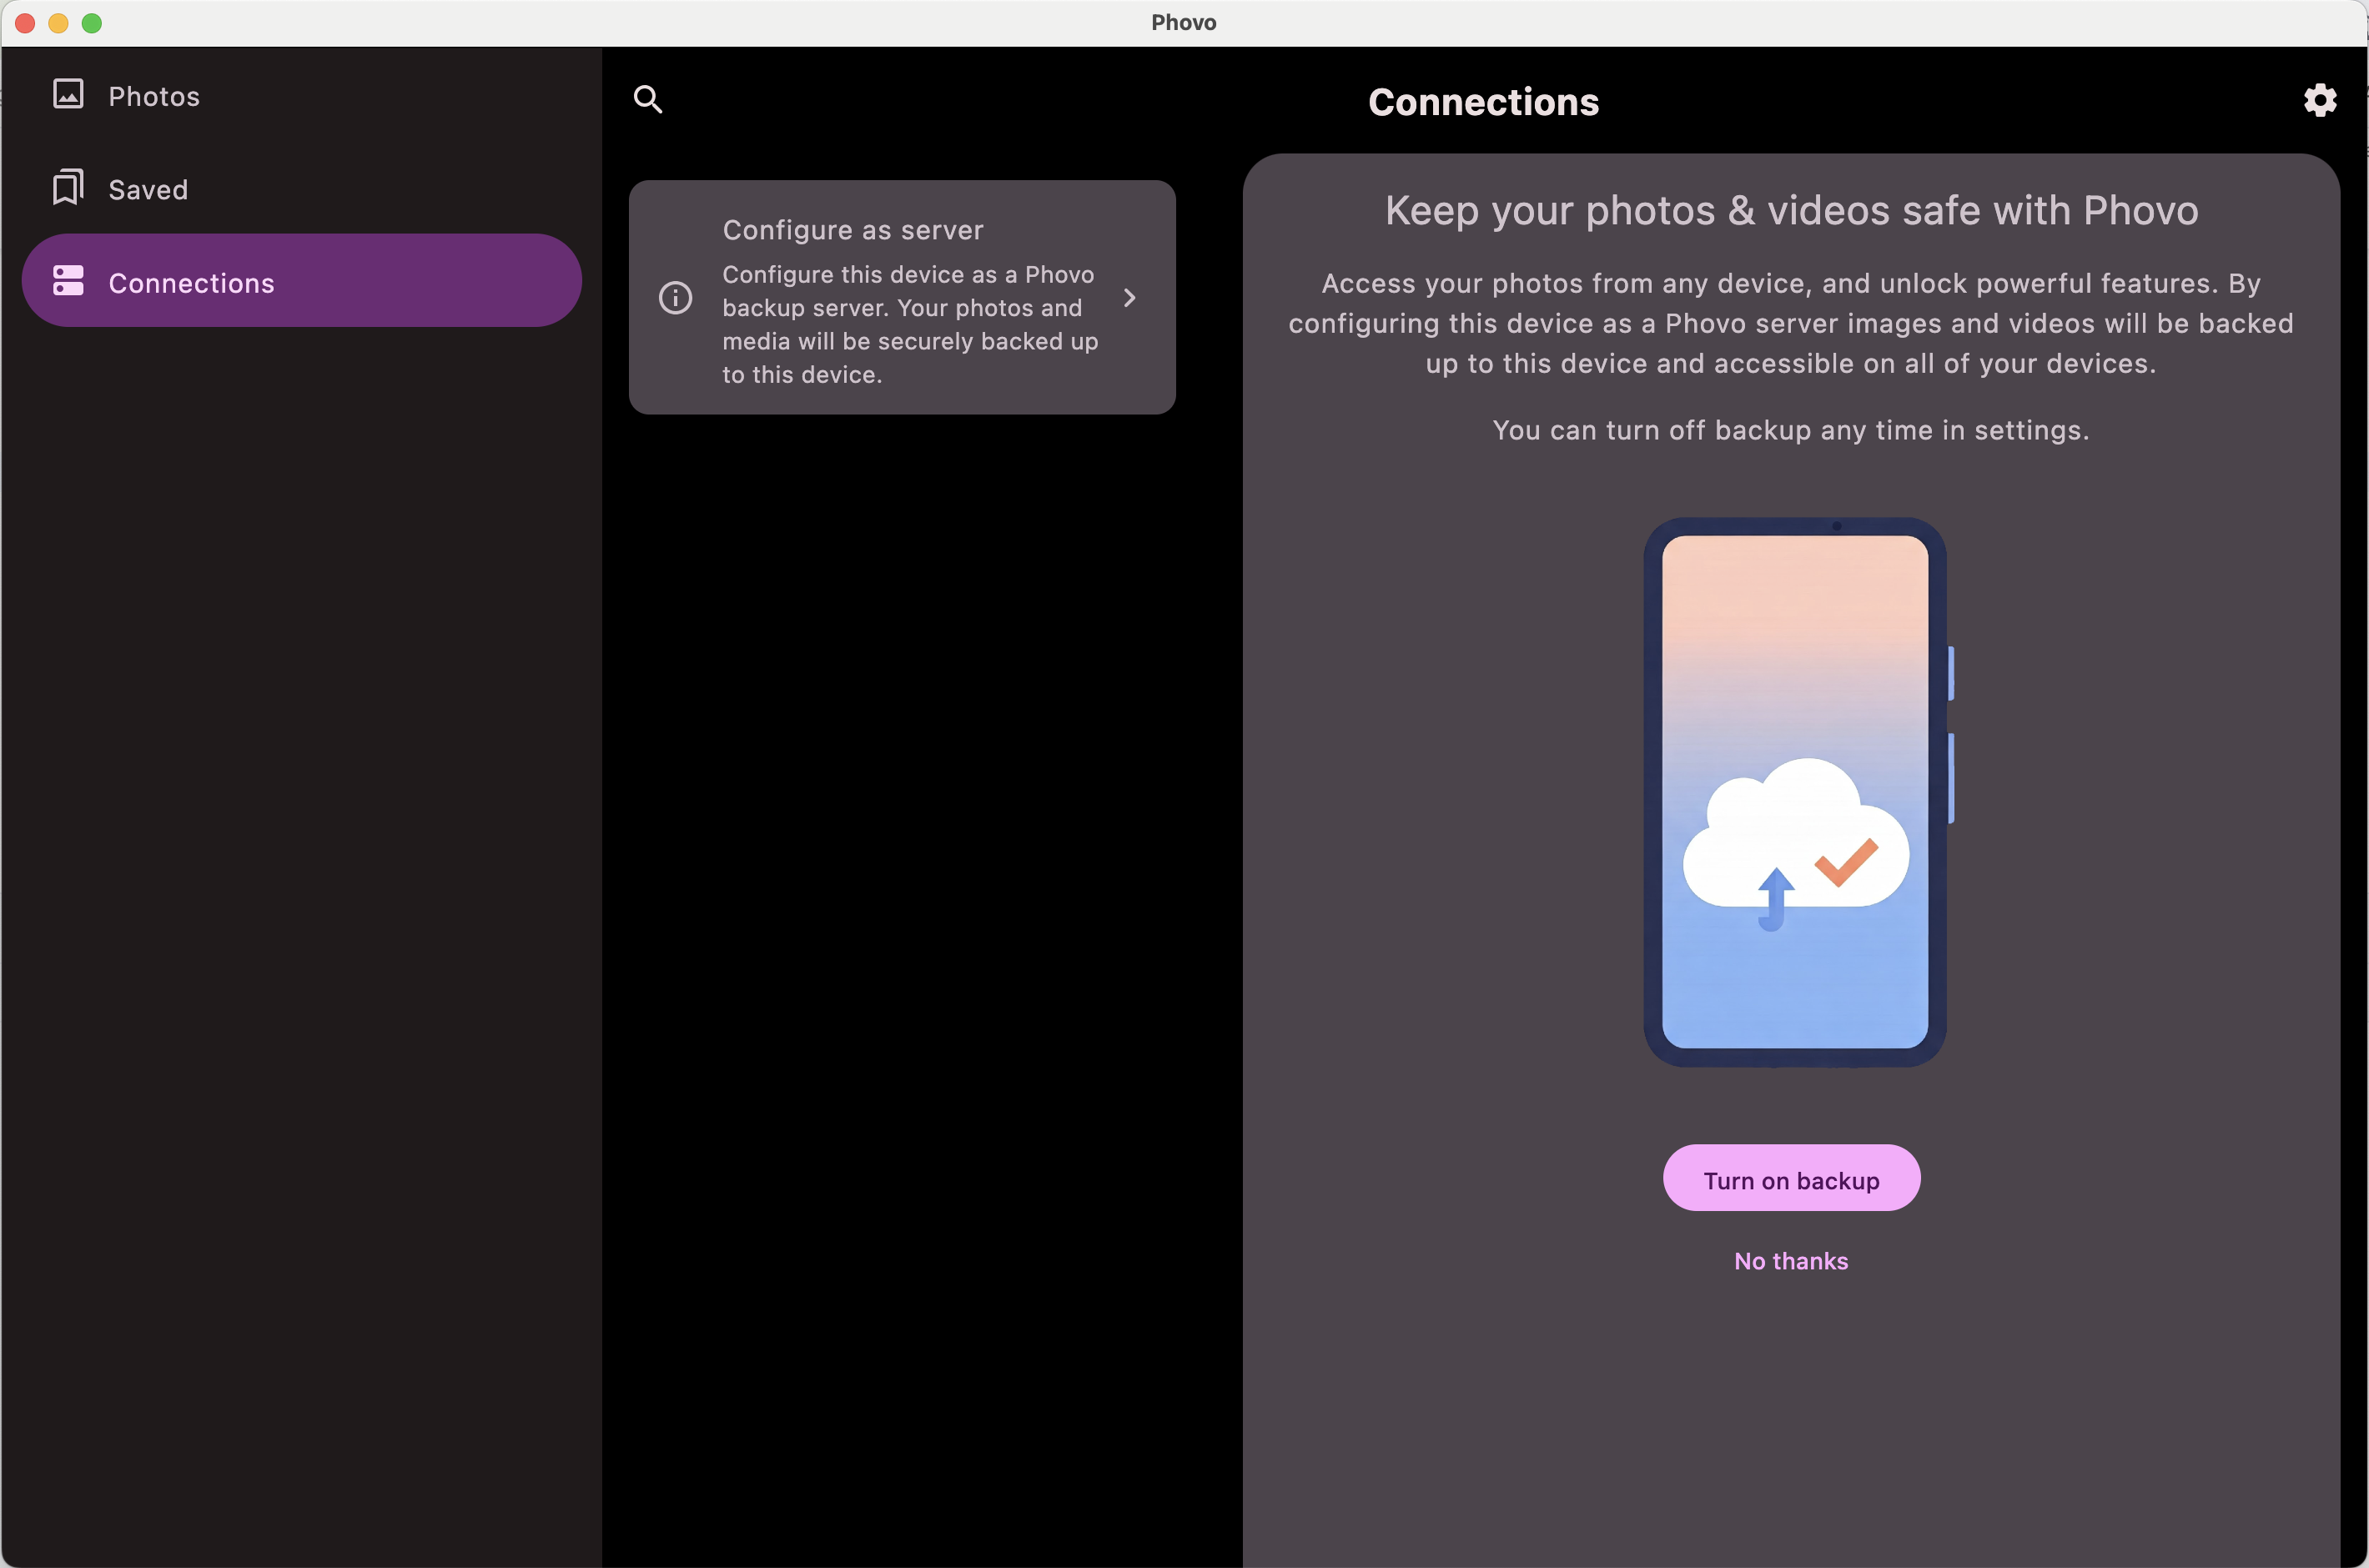 Phovo
Photos
Saved
Connections
Connections
Configure as server
Configure this device as a Phovo
backup server. Your photos and
media will be securely backed up
to this device.
Keep your photos & videos safe with Phovo
Access your photos from any device, and unlock powerful features. By
configuring this device as a Phovo server images and videos will be backed
up to this device and accessible on all of your devices.
You can turn off backup any time in settings.
Turn on backup
No thanks